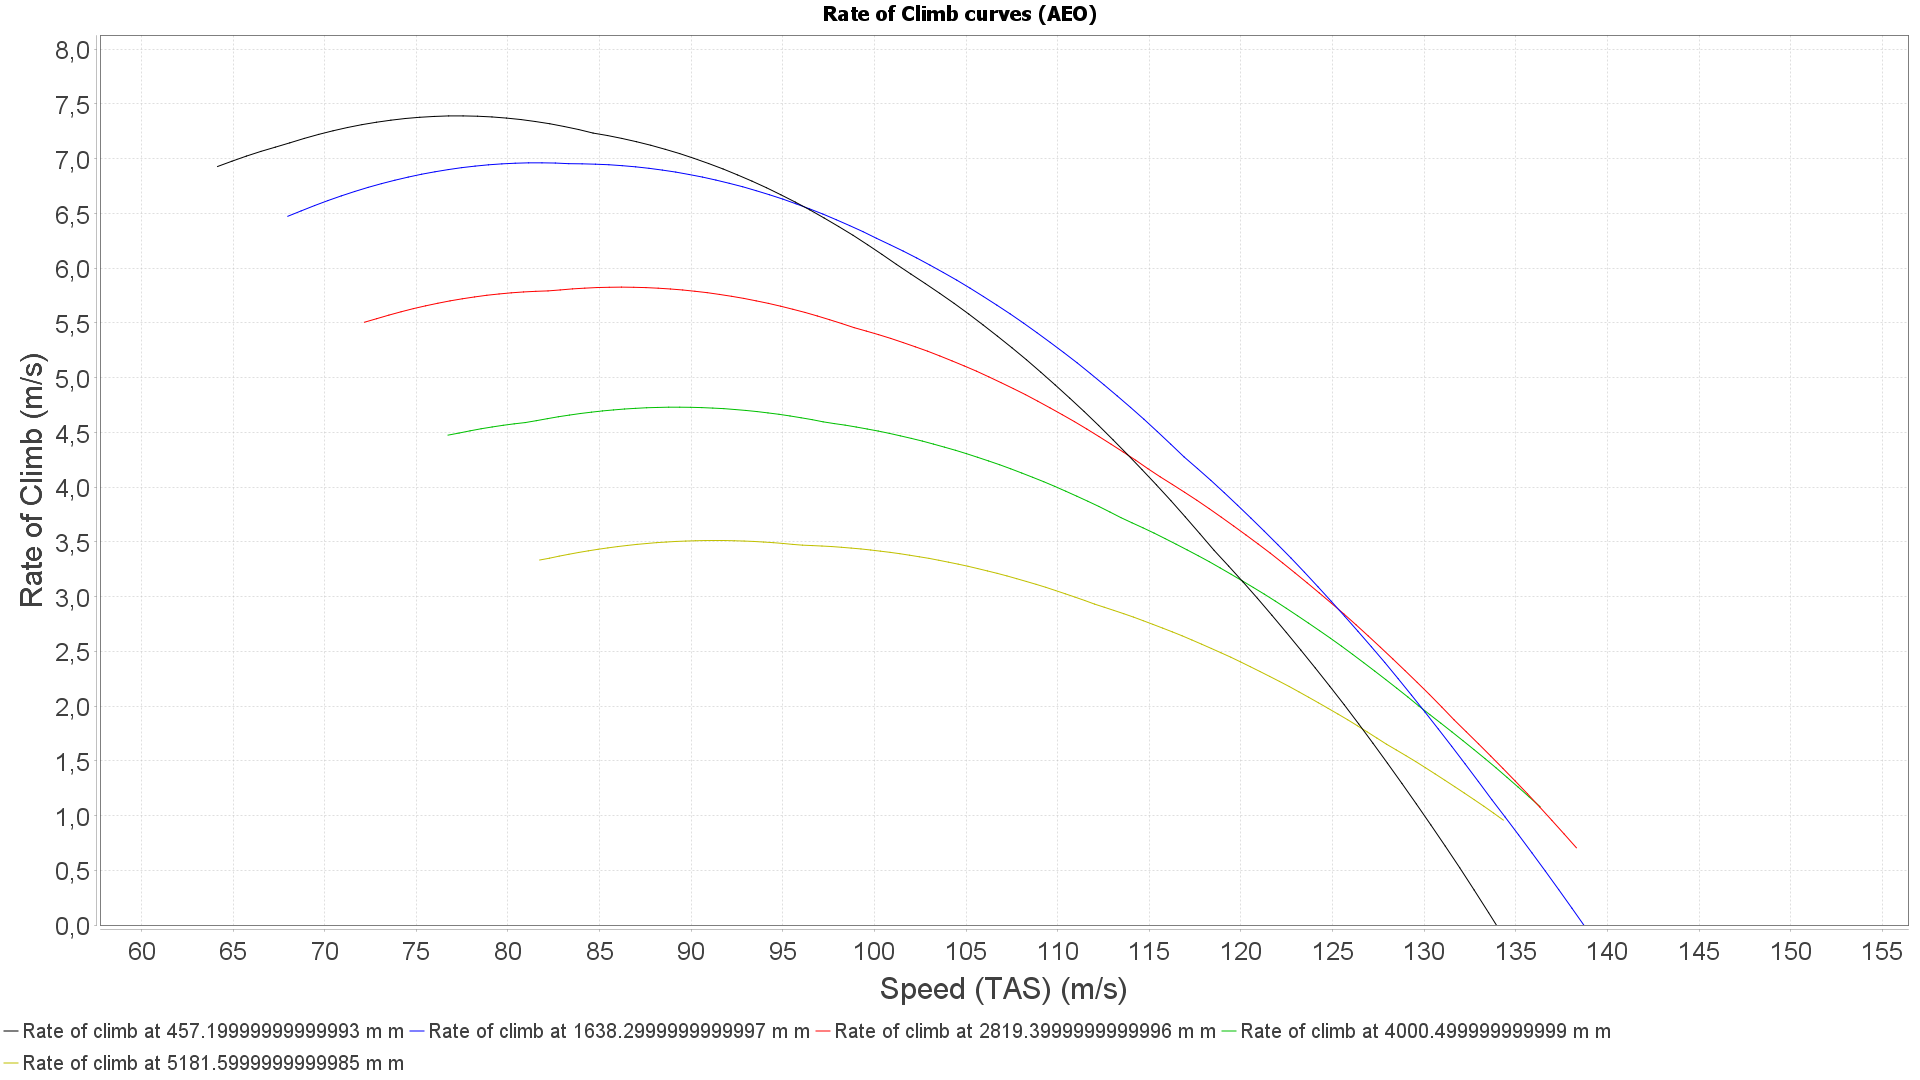 Rate of Climb curves (AEO)
8,0
7,5
7,0
6,5
6,0
5,5
5,0
4,5
4,0
3,5
3,0
2,5
2,0
1,5
1,0
0,5
0,0
Rate of Climb (m/s)
60 65 70 75 80 85 90 95 100 105 110 115 120 125 130 135 140 145 150 155
Speed (TAS) (m/s)
Rate of climb at 457.19999999999993 m m Rate of climb at 1638.2999999999997 m m Rate of climb at 2819.3999999999996 m m Rate of climb at 4000.499999999999 m m
Rate of climb at 5181.5999999999985 m m